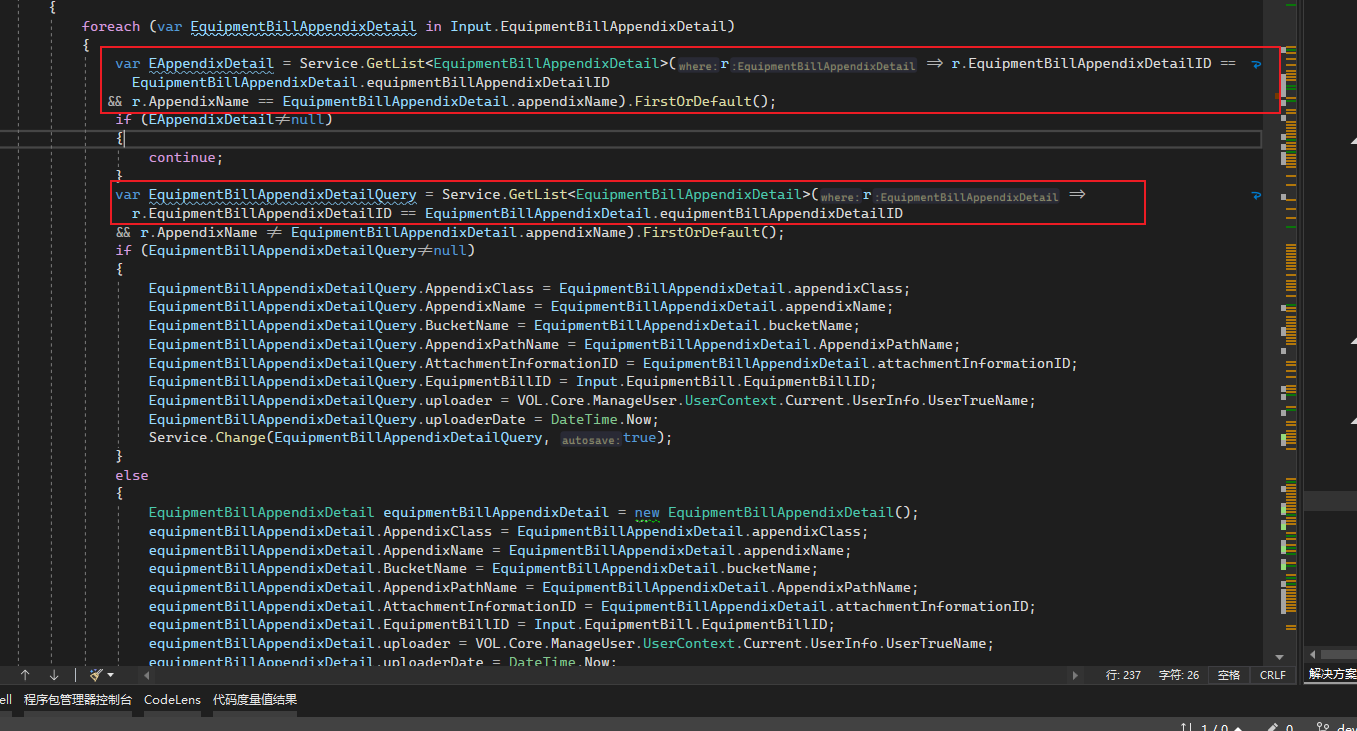 {
foreach (var EquipmentBillAppendixDetail in Input.EquipmentBillAppendixDetail)
{
var EAppendixDetail = Service.GetList<EquipmentBillAppendixDetail>(where: r :EquipmentBillAppendixDetail => r.EquipmentBillAppendixDetailID ==
EquipmentBillAppendixDetail.equipmentBillAppendixDetailID
&& r.AppendixName == EquipmentBillAppendixDetail.appendixName).FirstOrDefault();
if (EAppendixDetail≠null)
{
continue;
}
var EquipmentBillAppendixDetailQuery = Service.GetList<EquipmentBillAppendixDetail>(where: r :EquipmentBillAppendixDetail =>
r.EquipmentBillAppendixDetailID == EquipmentBillAppendixDetail.equipmentBillAppendixDetailID
&& r.AppendixName ≠ EquipmentBillAppendixDetail.appendixName).FirstOrDefault();
if (EquipmentBillAppendixDetailQuery≠null)
{
EquipmentBillAppendixDetailQuery.AppendixClass = EquipmentBillAppendixDetail.appendixClass;
EquipmentBillAppendixDetailQuery.AppendixName = EquipmentBillAppendixDetail.appendixName;
EquipmentBillAppendixDetailQuery.BucketName = EquipmentBillAppendixDetail.bucketName;
EquipmentBillAppendixDetailQuery.AppendixPathName = EquipmentBillAppendixDetail.AppendixPathName;
EquipmentBillAppendixDetailQuery.AttachmentInformationID = EquipmentBillAppendixDetail.attachmentInformationID;
EquipmentBillAppendixDetailQuery.EquipmentBillID = Input.EquipmentBill.EquipmentBillID;
EquipmentBillAppendixDetailQuery.uploader = VOL.Core.ManageUser.UserContext.Current.UserInfo.UserTrueName;
EquipmentBillAppendixDetailQuery.uploaderDate = DateTime.Now;
Service.Change(EquipmentBillAppendixDetailQuery, autosave: true);
}
else
{
EquipmentBillAppendixDetail equipmentBillAppendixDetail = new EquipmentBillAppendixDetail();
equipmentBillAppendixDetail.AppendixClass = EquipmentBillAppendixDetail.appendixClass;
equipmentBillAppendixDetail.AppendixName = EquipmentBillAppendixDetail.appendixName;
equipmentBillAppendixDetail.BucketName = EquipmentBillAppendixDetail.bucketName;
equipmentBillAppendixDetail.AppendixPathName = EquipmentBillAppendixDetail.AppendixPathName;
equipmentBillAppendixDetail.AttachmentInformationID = EquipmentBillAppendixDetail.attachmentInformationID;
equipmentBillAppendixDetail.EquipmentBillID = Input.EquipmentBill.EquipmentBillID;
equipmentBillAppendixDetail.uploader = VOL.Core.ManageUser.UserContext.Current.UserInfo.UserTrueName;
equipmentBillAppendixDetail.uploaderDate = DateTime.Now;
行: 237 字符: 26 空格 CRLF 解决方案
ell 程序包管理器控制台 CodeLens 代码度量值结果
1 / 0 0 dev